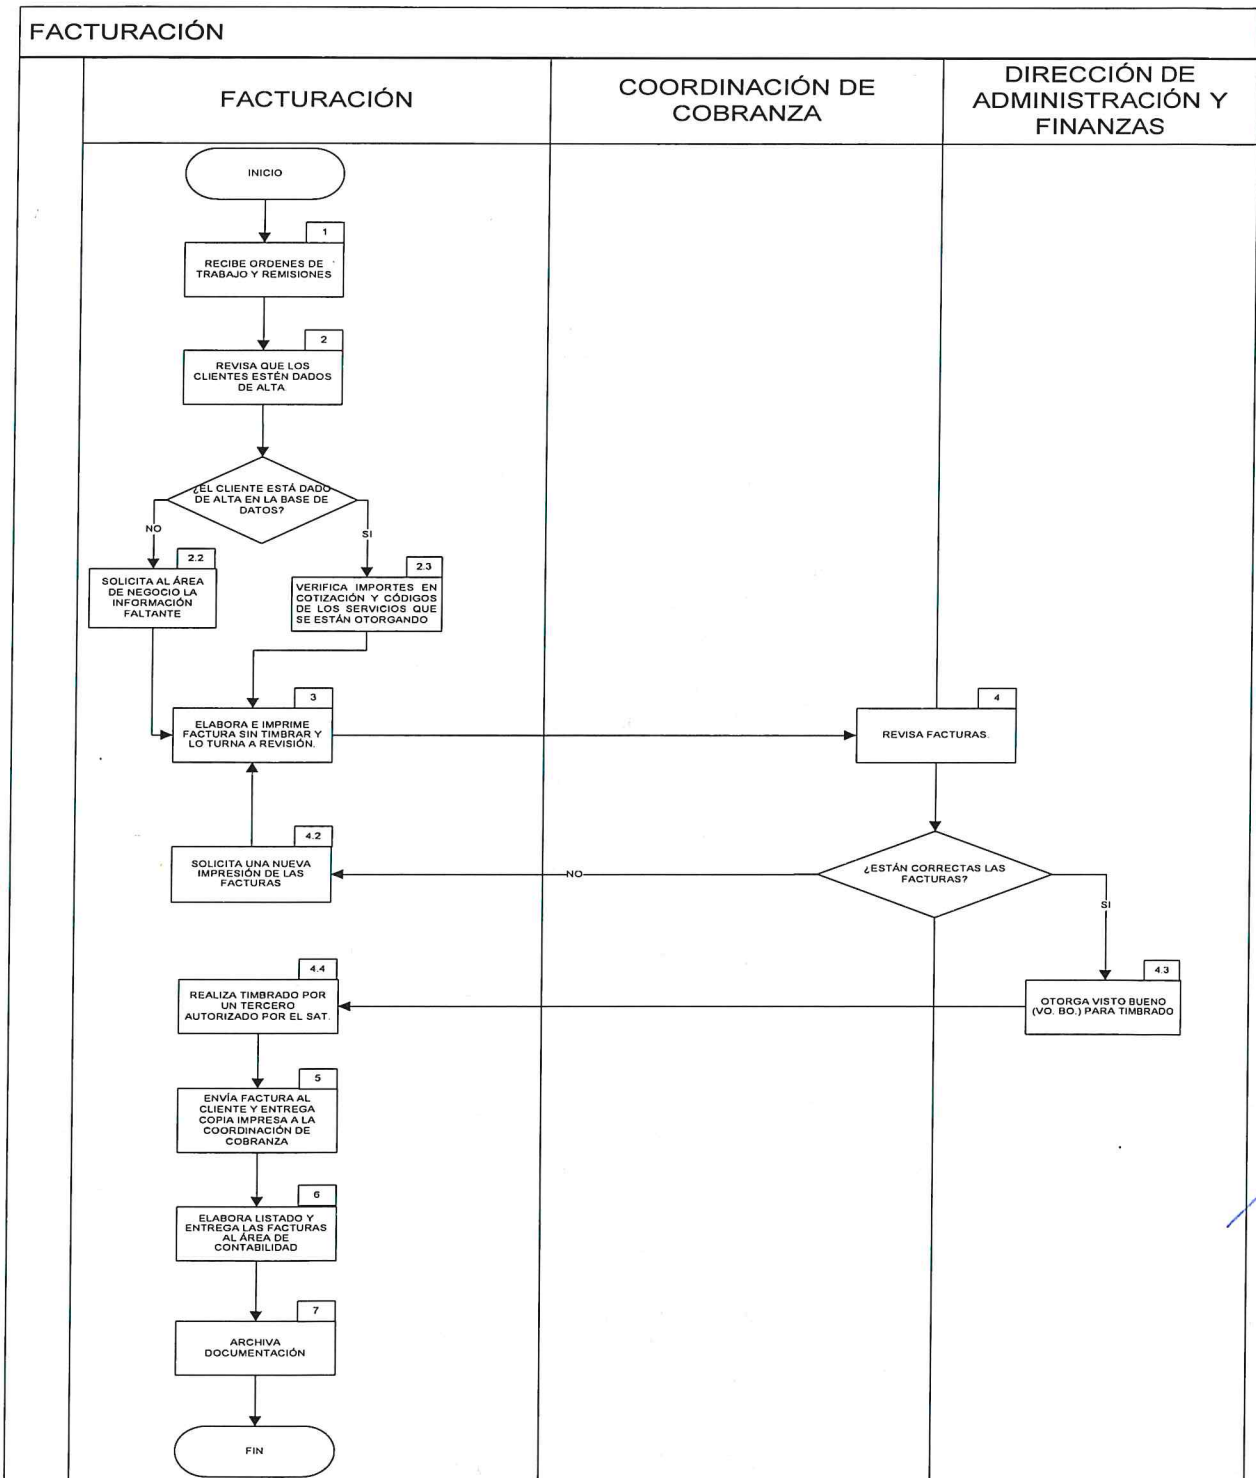 FACTURACIÓN
FACTURACIÓN
COORDINACIÓN DE
COBRANZA
DIRECCIÓN DE
ADMINISTRACIÓN Y
FINANZAS
INICIO
1
RECIBE ORDENES DE
TRABAJO Y REMISIONES
2
REVISA QUE LOS
CLIENTES ESTÉN DADOS
DE ALTA
¿EL CLIENTE ESTÁ DADO
DE ALTA EN LA BASE DE
DATOS?
NO
SI
2.2
SOLICITA AL ÁREA
DE NEGOCIO LA
INFORMACIÓN
FALTANTE
2.3
VERIFICA IMPORTES EN
COTIZACIÓN Y CÓDIGOS
DE LOS SERVICIOS QUE
SE ESTÁN OTORGANDO
3
ELABORA E IMPRIME
FACTURA SIN TIMBRAR Y
LO TURNA A REVISIÓN.
4
REVISA FACTURAS.
4.2
SOLICITA UNA NUEVA
IMPRESIÓN DE LAS
FACTURAS
NO
¿ESTÁN CORRECTAS LAS
FACTURAS?
SI
4.4
REALIZA TIMBRADO POR
UN TERCERO
AUTORIZADO POR EL SAT.
4.3
OTORGA VISTO BUENO
(VO. BO.) PARA TIMBRADO
5
ENVÍA FACTURA AL
CLIENTE Y ENTREGA
COPIA IMPRESA A LA
COORDINACIÓN DE
COBRANZA
6
ELABORA LISTADO Y
ENTREGA LAS FACTURAS
AL ÁREA DE
CONTABILIDAD
7
ARCHIVA
DOCUMENTACIÓN
FIN